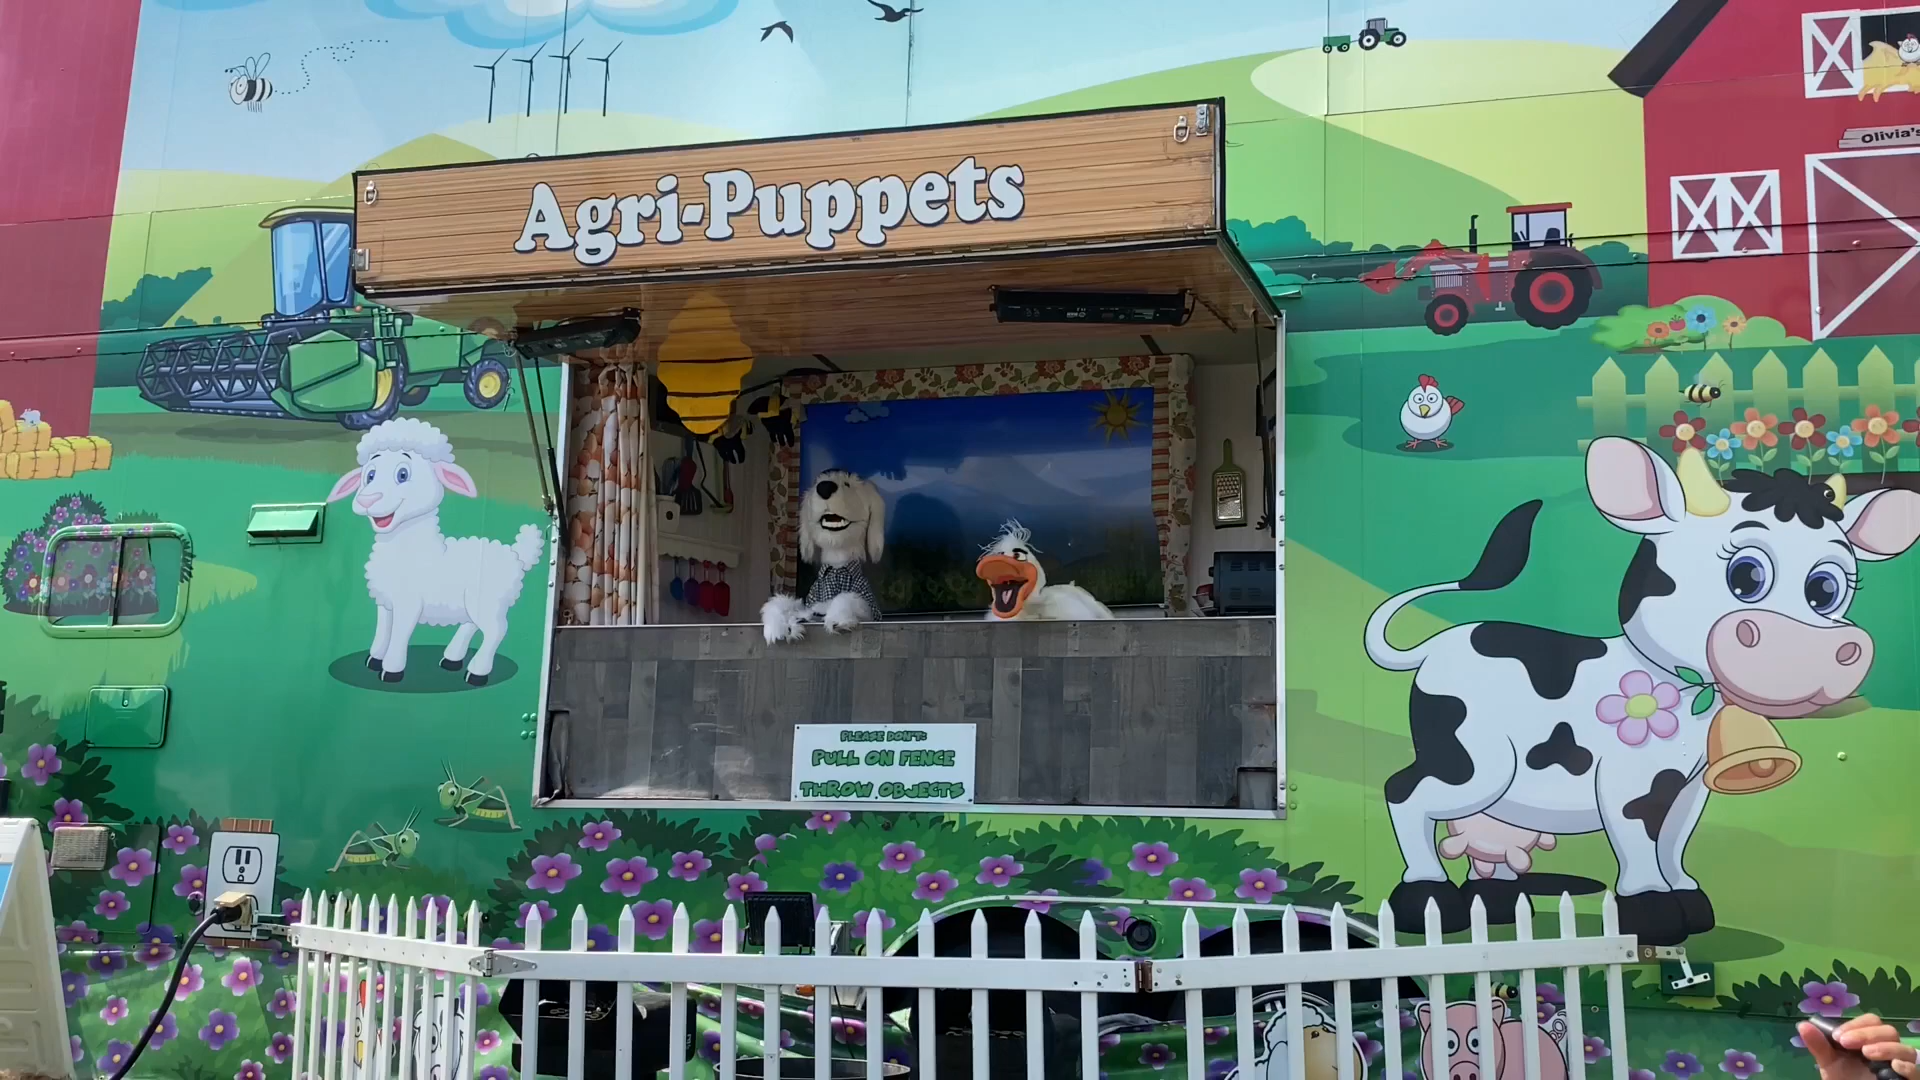 Agri-Puppets
Olivia's
PLEASE DON'T:
PULL ON FENCE
THROW OBJECTS